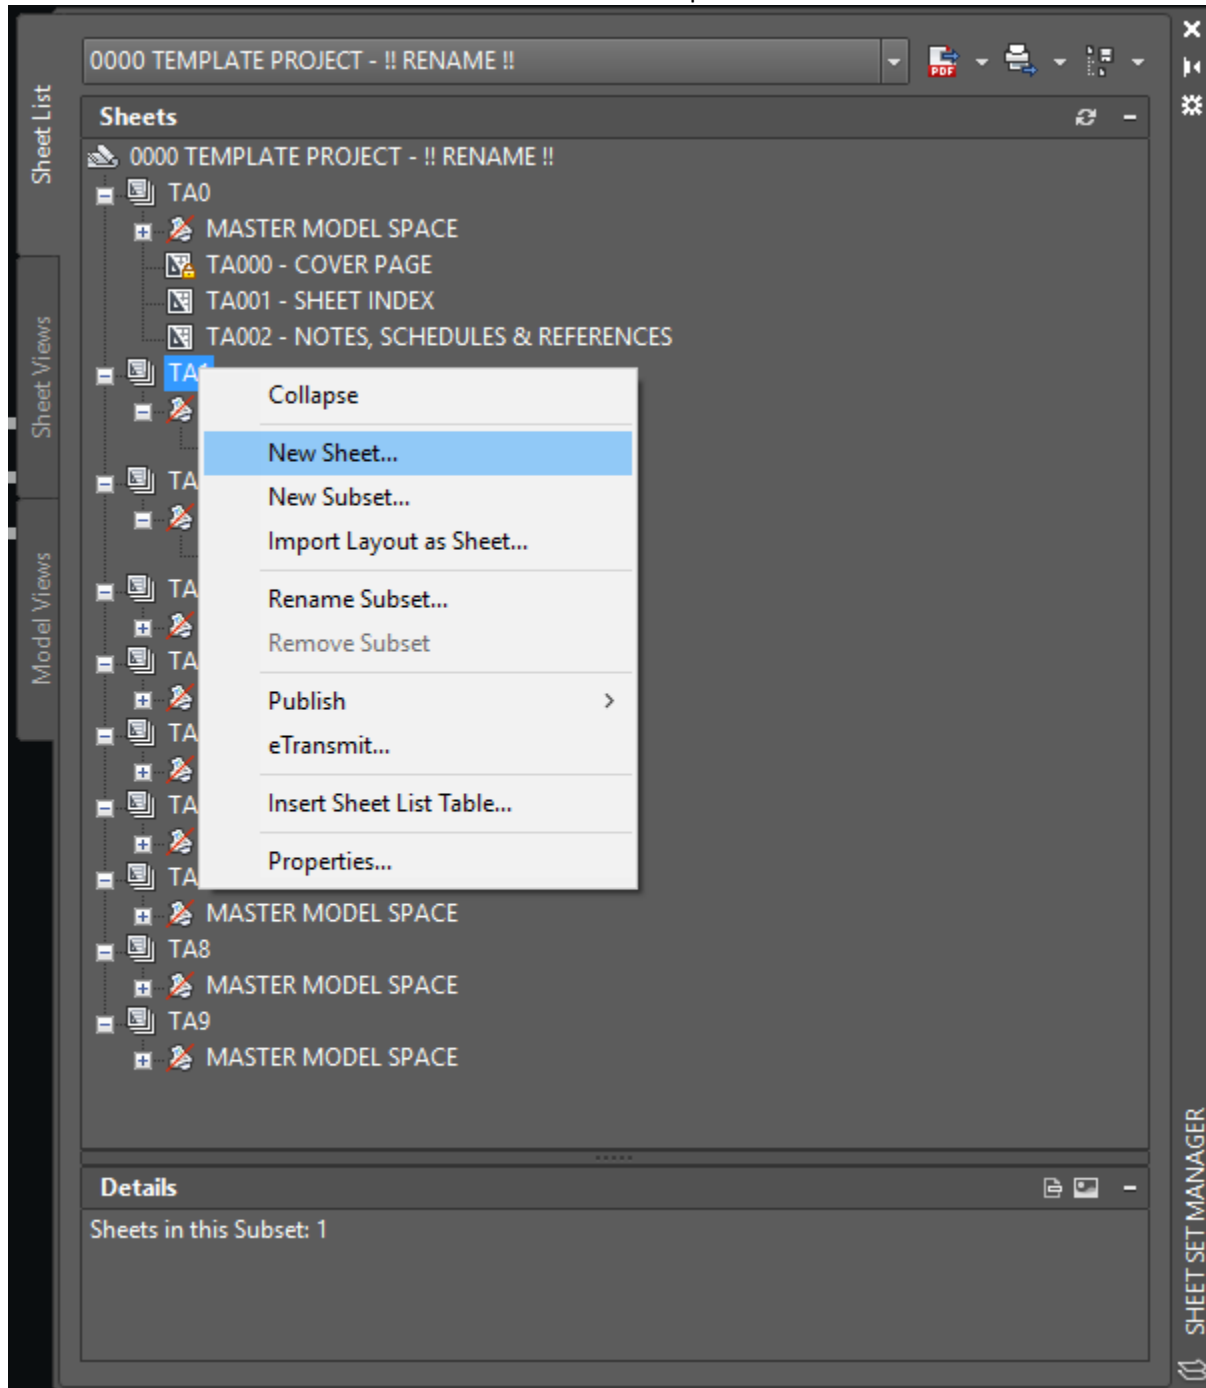 0000 TEMPLATE PROJECT - !! RENAME !!
PDF
Sheet List
Sheet Views
Model Views
Sheets
0000 TEMPLATE PROJECT - !! RENAME !!
TA0
MASTER MODEL SPACE
TA000 - COVER PAGE
TA001 - SHEET INDEX
TA002 - NOTES, SCHEDULES & REFERENCES
TA1
Collapse
New Sheet...
New Subset...
Import Layout as Sheet...
Rename Subset...
Remove Subset
Publish
eTransmit...
Insert Sheet List Table...
Properties...
TA
TA
TA
TA
TA
TA
MASTER MODEL SPACE
TA8
MASTER MODEL SPACE
TA9
MASTER MODEL SPACE
Details
Sheets in this Subset: 1
SHEET SET MANAGER